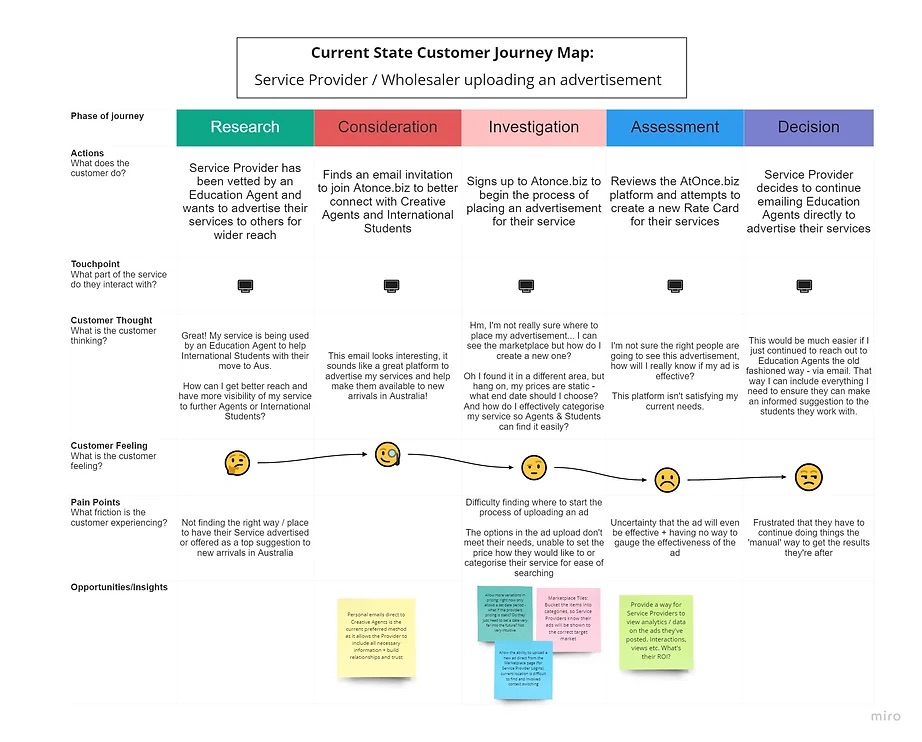 Current State Customer Journey Map:
Service Provider / Wholesaler uploading an advertisement
Phase of journey
Research
Consideration
Investigation
Assessment
Decision
Actions
What does the
customer do?
Service Provider has
been vetted by an
Education Agent and
wants to advertise their
services to others for
wider reach
Finds an email invitation
to join Atonce.biz to better
connect with Creative
Agents and International
Students
Signs up to Atonce.biz to
begin the process of
placing an advertisement
for their service
Reviews the AtOnce.biz
platform and attempts to
create a new Rate Card
for their services
Service Provider
decides to continue
emailing Education
Agents directly to
advertise their services
Touchpoint
What part of the service
do they interact with?
Customer Thought
What is the customer
thinking?
Great! My service is being used
by an Education Agent to help
International Students with their
move to Aus.
How can I get better reach and
have more visibility of my service
to further Agents or International
Students?
This email looks interesting, it
sounds like a great platform to
advertise my services and help
make them available to new
arrivals in Australia!
Hm, I'm not really sure where to
place my advertisement... I can
see the marketplace but how do I
create a new one?
Oh I found it in a different area, but
hang on, my prices are static -
what end date should I choose?
And how do I effectively categorise
my service so Agents & Students
can find it easily?
I'm not sure the right people are
going to see this advertisement,
how will I really know if my ad is
effective?
This platform isn't satisfying my
current needs.
This would be much easier if I
just continued to reach out to
Education Agents the old
fashioned way - via email. That
way I can include everything I
need to ensure they can make
an informed suggestion to the
students they work with.
Customer Feeling
What is the customer
feeling?
Pain Points
What friction is the
customer experiencing?
Not finding the right way / place
to have their Service advertised
or offered as a top suggestion to
new arrivals in Australia
Difficulty finding where to start the
process of uploading an ad
The options in the ad upload don't
meet their needs, unable to set the
price how they would like to or
categorise their service for ease of
searching
Uncertainty that the ad will even
be effective + having no way to
gauge the effectiveness of the
ad
Frustrated that they have to
continue doing things the
'manual' way to get the results
they're after
Opportunities/Insights
Personal emails direct to
Creative Agents is the
current preferred method
as it allows the Provider to
include all necessary
information + build
relationships and trust
Allow more variations in
pricing: right now only
allows a set date period -
what if the providers
pricing is static? Do they
just need to set a date very
far into the future? Not
very intuitive
Marketplace Tiles:
Bucket the items into
categories, so Service
Providers know their
ads will be shown to
the correct target
market
Allow the ability to upload a
new ad direct from the
Marketplace page (for
Service Provider Logins)
current location is difficult
to find and involves
context switching
Provide a way for
Service Providers to
view analytics / data
on the ads they've
posted. Interactions,
views etc. What's
their ROI?
miro